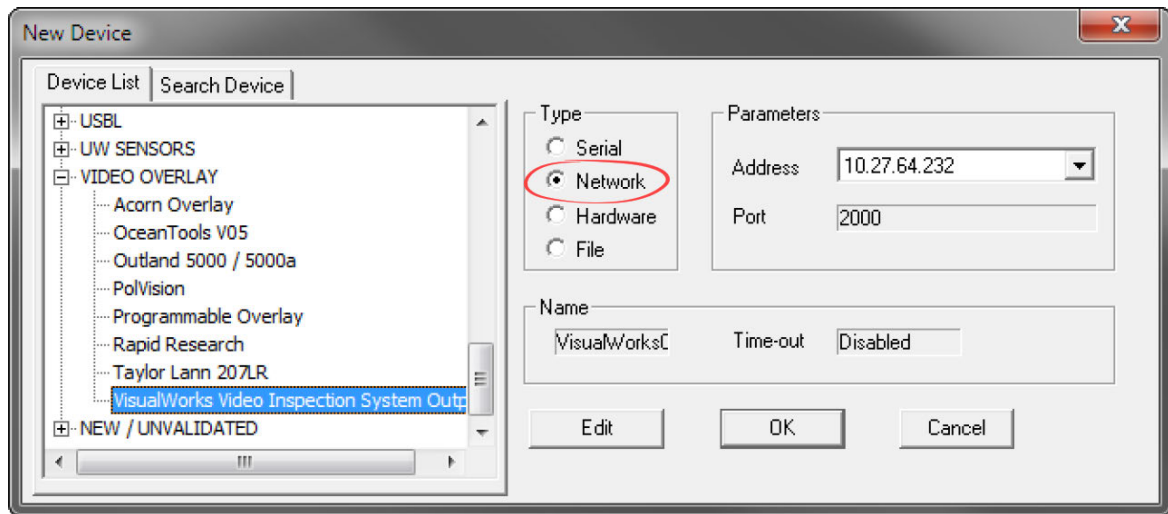 New Device
Device List
Search Device
USBL
UW SENSORS
VIDEO OVERLAY
Acorn Overlay
OceanTools V05
Outland 5000 / 5000a
PolVision
Programmable Overlay
Rapid Research
Taylor Lann 207LR
VisualWorks Video Inspection System Outp
NEW / UNVALIDATED
Type
Serial
Network
Hardware
File
Parameters
Address 10.27.64.232
Port 2000
Name
VisualWorksO Time-out Disabled
Edit OK Cancel